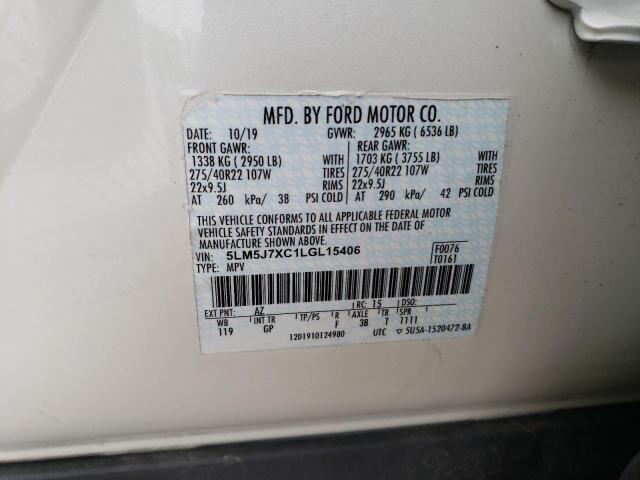 MFD. BY FORD MOTOR CO.
DATE: 10/19 GVWR: 2965 KG ( 6536 LB)
FRONT GAWR: REAR GAWR:
1338 KG ( 2950 LB) WITH 1703 KG ( 3755 LB) WITH
275/40R22 107W TIRES 275/40R22 107W TIRES
22x9.5J RIMS 22x9.5J RIMS
AT 260 kPa/ 38 PSI COLD AT 290 kPa/ 42 PSI COLD
THIS VEHICLE CONFORMS TO ALL APPLICABLE FEDERAL MOTOR
VEHICLE SAFETY STANDARDS IN EFFECT ON THE DATE OF
MANUFACTURE SHOWN ABOVE.
VIN: 5LM5J7XC1LGL15406 F0076
TYPE: MPV T0161
EXT PNT: AZ RC: 15 DSO:
WB INT TR TP/PS R AXLE TR SPR
119 GP F 3B T 1111
1201910124980 UTC ▽ 5U5A-1520472-BA